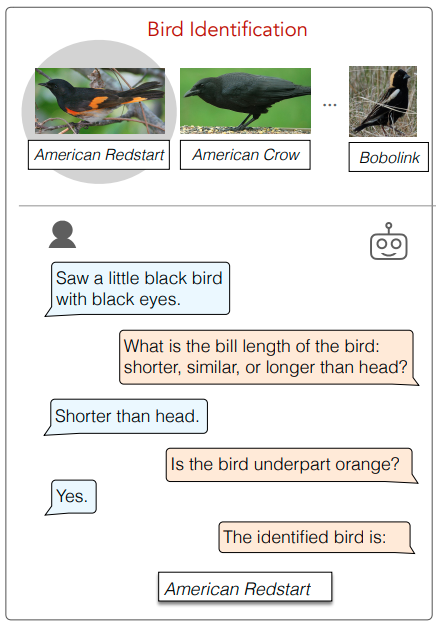 Bird Identification
American Redstart
American Crow
...
Bobolink
Saw a little black bird
with black eyes.
What is the bill length of the bird:
shorter, similar, or longer than head?
Shorter than head.
Is the bird underpart orange?
Yes.
The identified bird is:
American Redstart